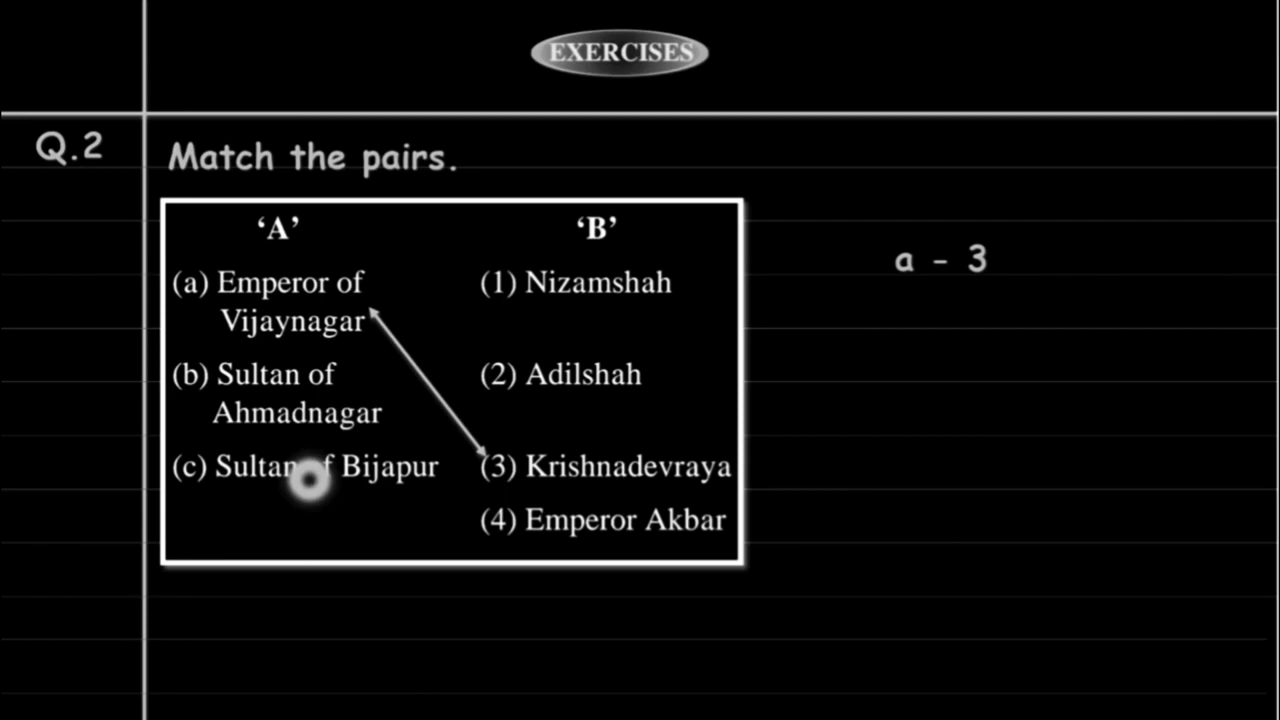 EXERCISES
Q.2
Match the pairs.
‘A’ ‘B’
(a) Emperor of (1) Nizamshah
a - 3
Vijaynagar
(b) Sultan of (2) Adilshah
Ahmadnagar
(c) Sultan of Bijapur (3) Krishnadevraya
(4) Emperor Akbar